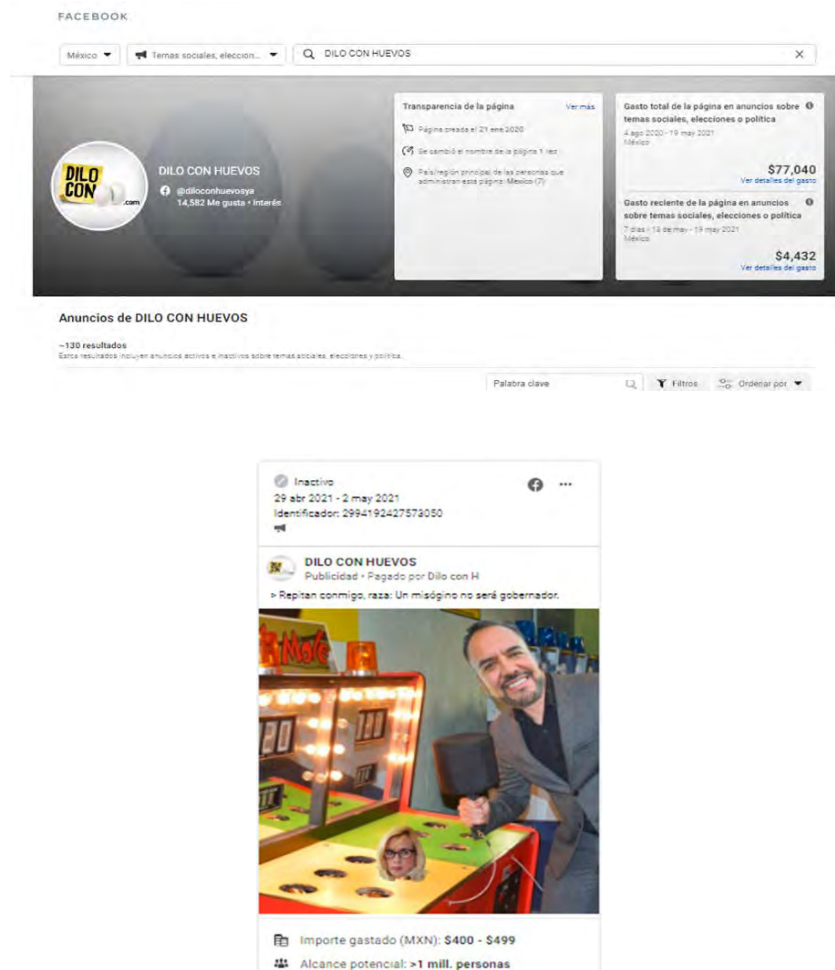 FACEBOOK
México
Temas sociales, eleccion...
DILO CON HUEVOS
DILO
CON
.com
DILO CON HUEVOS
@diloconhuevosya
14,582 Me gusta • Interés
Transparencia de la página
Ver más
Página creada el 21 ene 2020
Se cambió el nombre de la página 1 vez
País/región principal de las personas que
administran esta página: México (7)
Gasto total de la página en anuncios sobre
temas sociales, elecciones o política
4 ago 2020 - 19 may 2021
México
$77,040
Ver detalles del gasto
Gasto reciente de la página en anuncios
sobre temas sociales, elecciones o política
7 días - 13 de may - 19 may 2021
México
$4,432
Ver detalles del gasto
Anuncios de DILO CON HUEVOS
~130 resultados
Estos resultados incluyen anuncios activos e inactivos sobre temas sociales, elecciones y política.
Palabra clave
Filtros
Ordenar por
Inactivo
29 abr 2021 - 2 may 2021
Identificador: 2994192427573050
DILO CON HUEVOS
Publicidad • Pagado por Dilo con H
> Repitan conmigo, raza: Un misógino no será gobernador.
Importe gastado (MXN): $400 - $499
Alcance potencial: >1 mill. personas